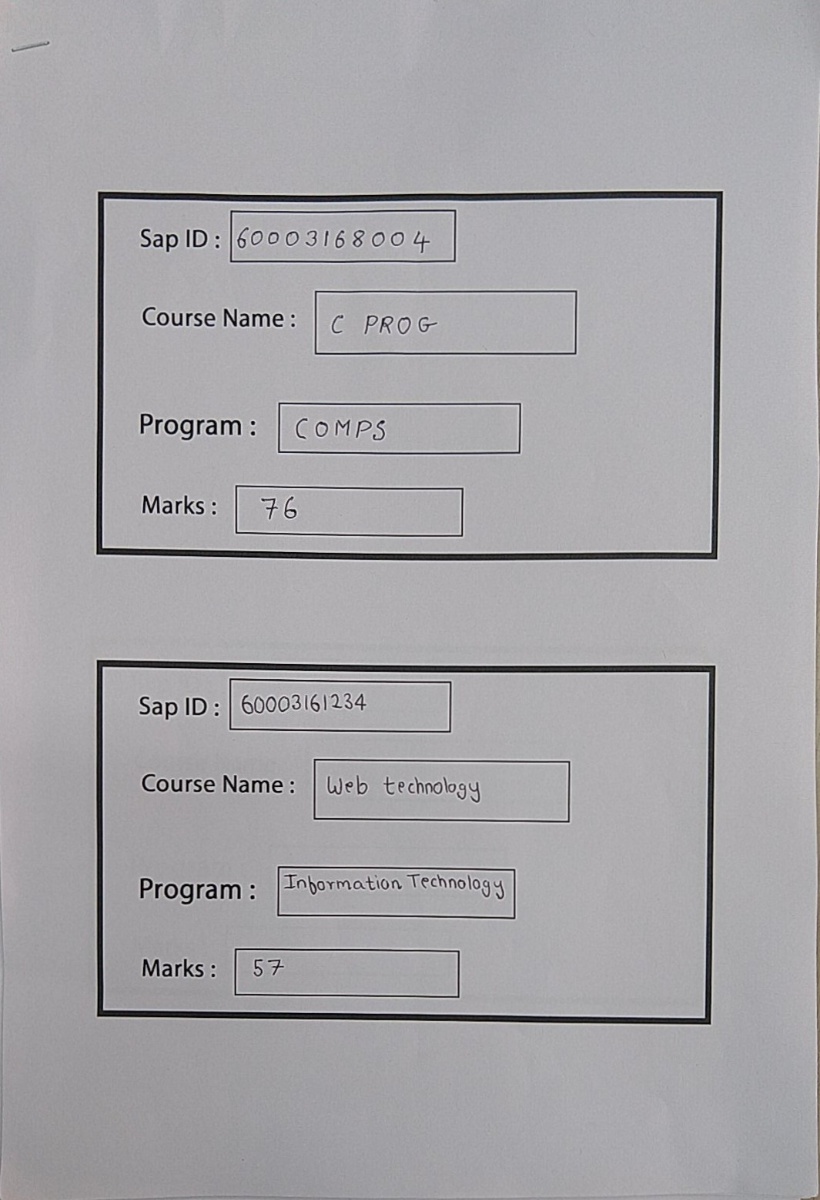 Sap ID : 60003168004
Course Name : C PROG
Program : COMPS
Marks : 76
Sap ID : 60003161234
Course Name : Web technology
Program : Information Technology
Marks : 57